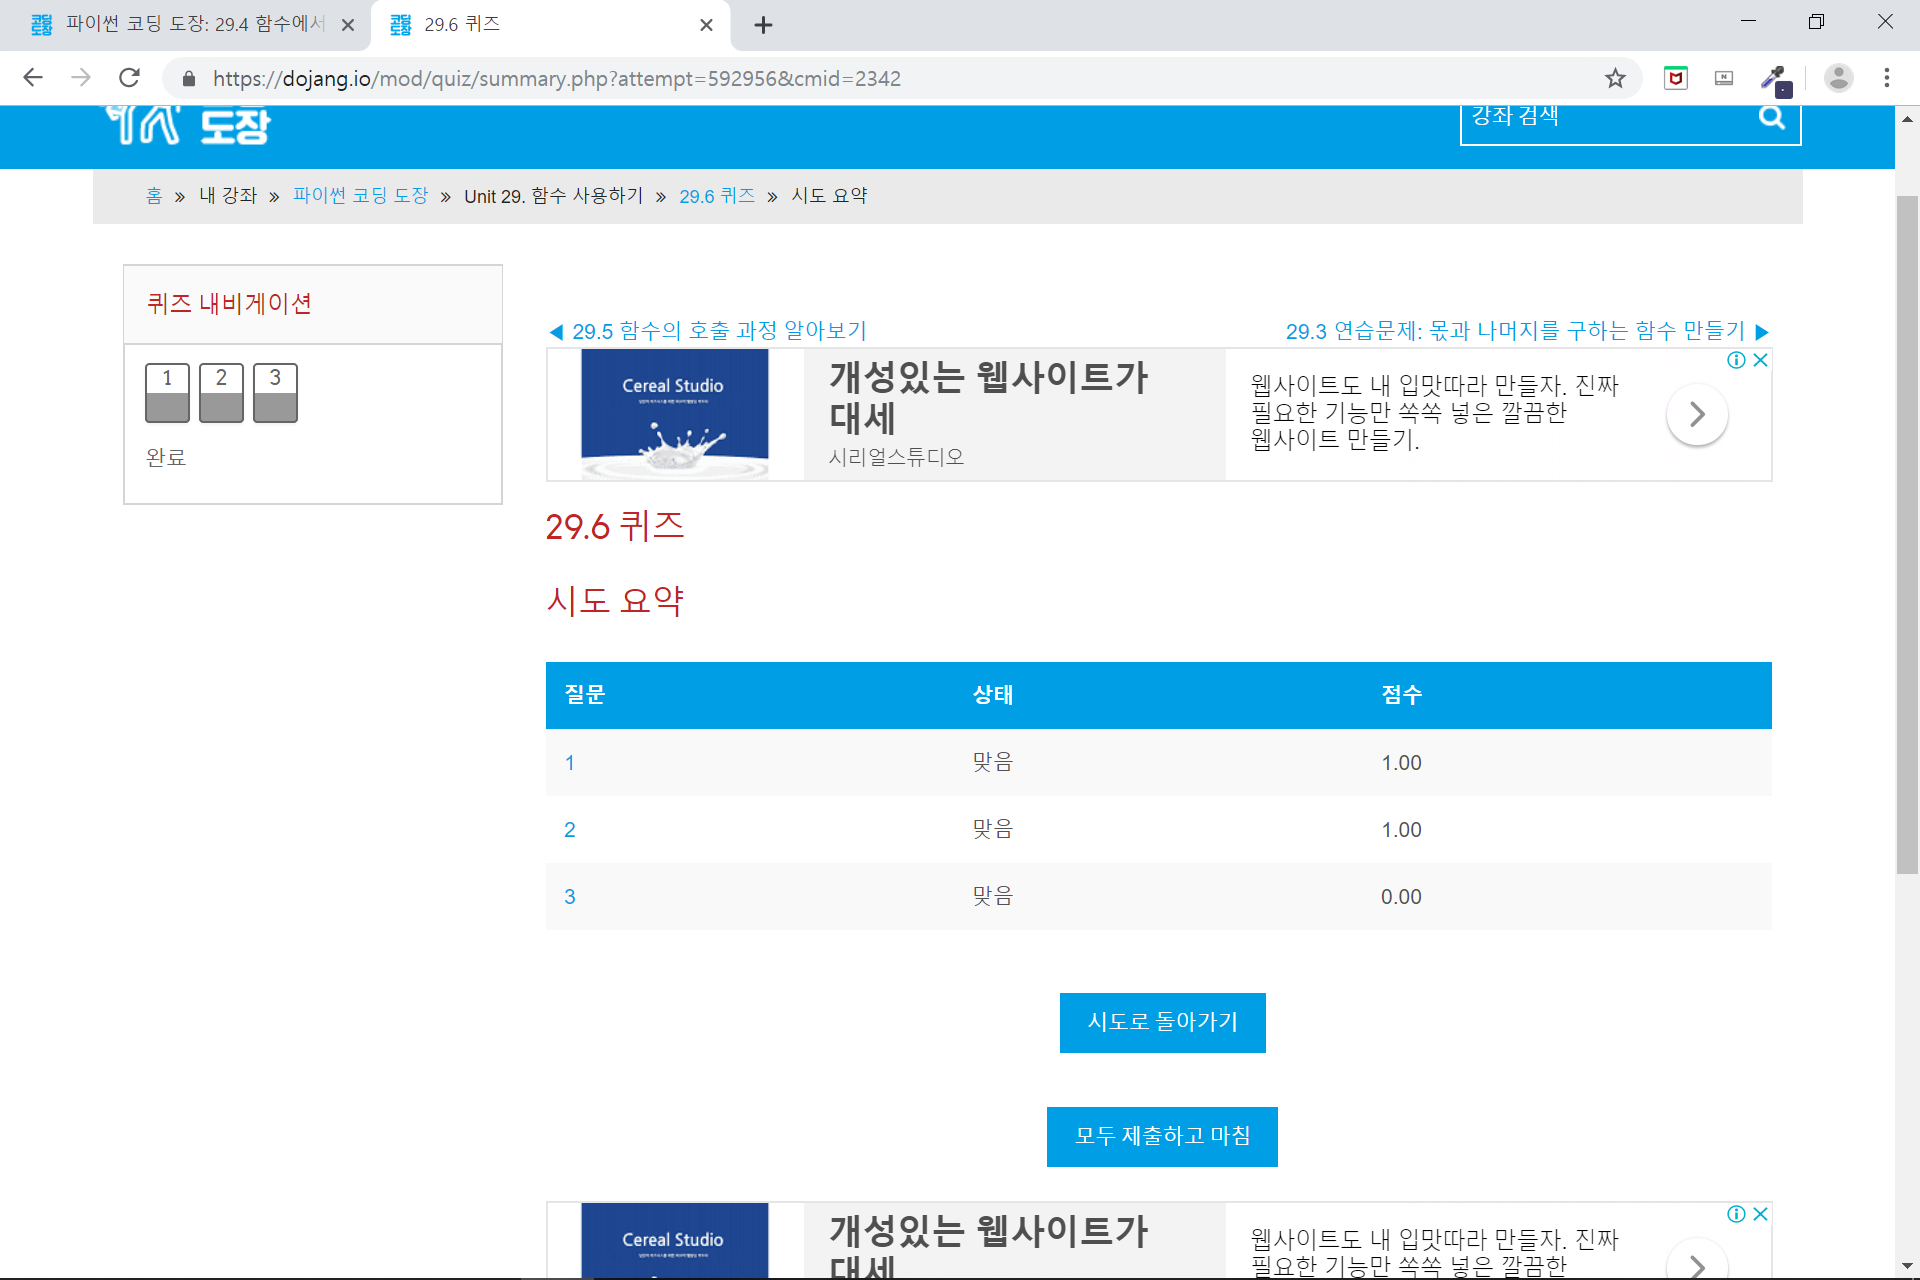 파이썬 코딩 도장: 29.4 함수에서
29.6 퀴즈
https://dojang.io/mod/quiz/summary.php?attempt=592956&cmid=2342
도장
강좌 검색
홈 » 내 강좌 » 파이썬 코딩 도장 » Unit 29. 함수 사용하기 » 29.6 퀴즈 » 시도 요약
퀴즈 내비게이션
1 2 3
완료
◀ 29.5 함수의 호출 과정 알아보기
29.3 연습문제: 몫과 나머지를 구하는 함수 만들기 ▶
Cereal Studio
개성있는 웹사이트가
대세
시리얼스튜디오
웹사이트도 내 입맛따라 만들자. 진짜
필요한 기능만 쏙쏙 넣은 깔끔한
웹사이트 만들기.
29.6 퀴즈
시도 요약
질문 상태 점수
1 맞음 1.00
2 맞음 1.00
3 맞음 0.00
시도로 돌아가기
모두 제출하고 마침
Cereal Studio
개성있는 웹사이트가
대세
웹사이트도 내 입맛따라 만들자. 진짜
필요한 기능만 쏙쏙 넣은 깔끔한